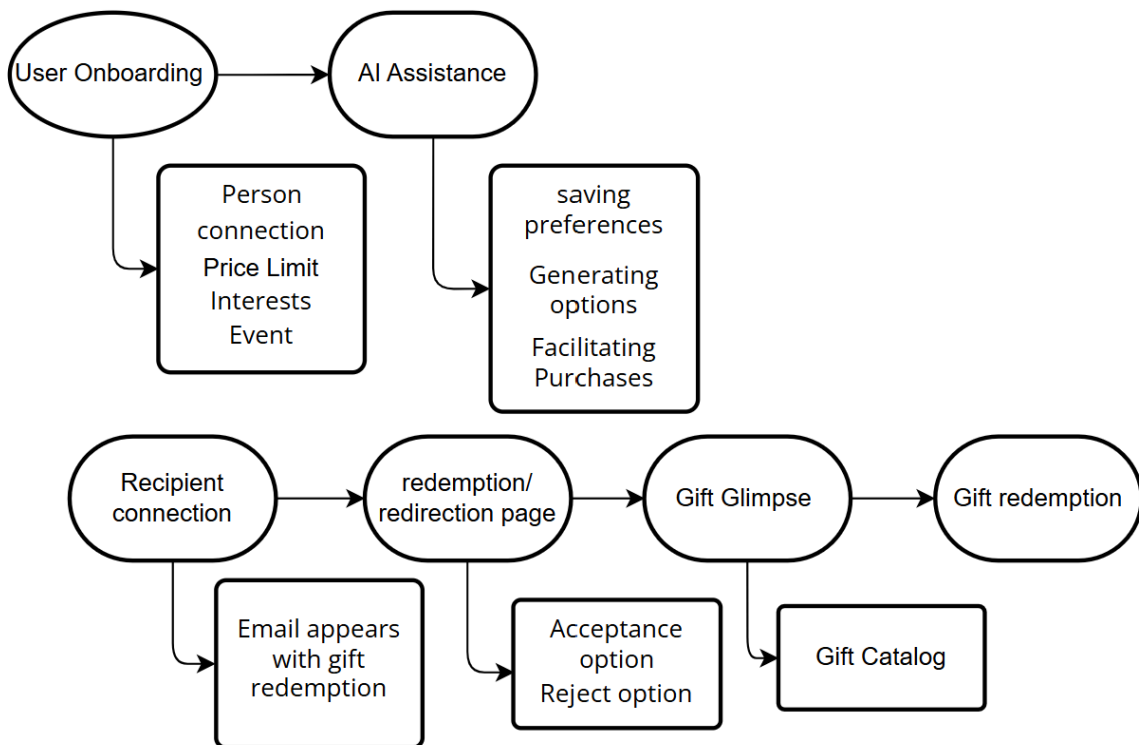 User Onboarding
AI Assistance
Person
connection
Price Limit
Interests
Event
saving
preferences
Generating
options
Facilitating
Purchases
Recipient
connection
redemption/
redirection page
Gift Glimpse
Gift redemption
Email appears
with gift
redemption
Acceptance
option
Reject option
Gift Catalog